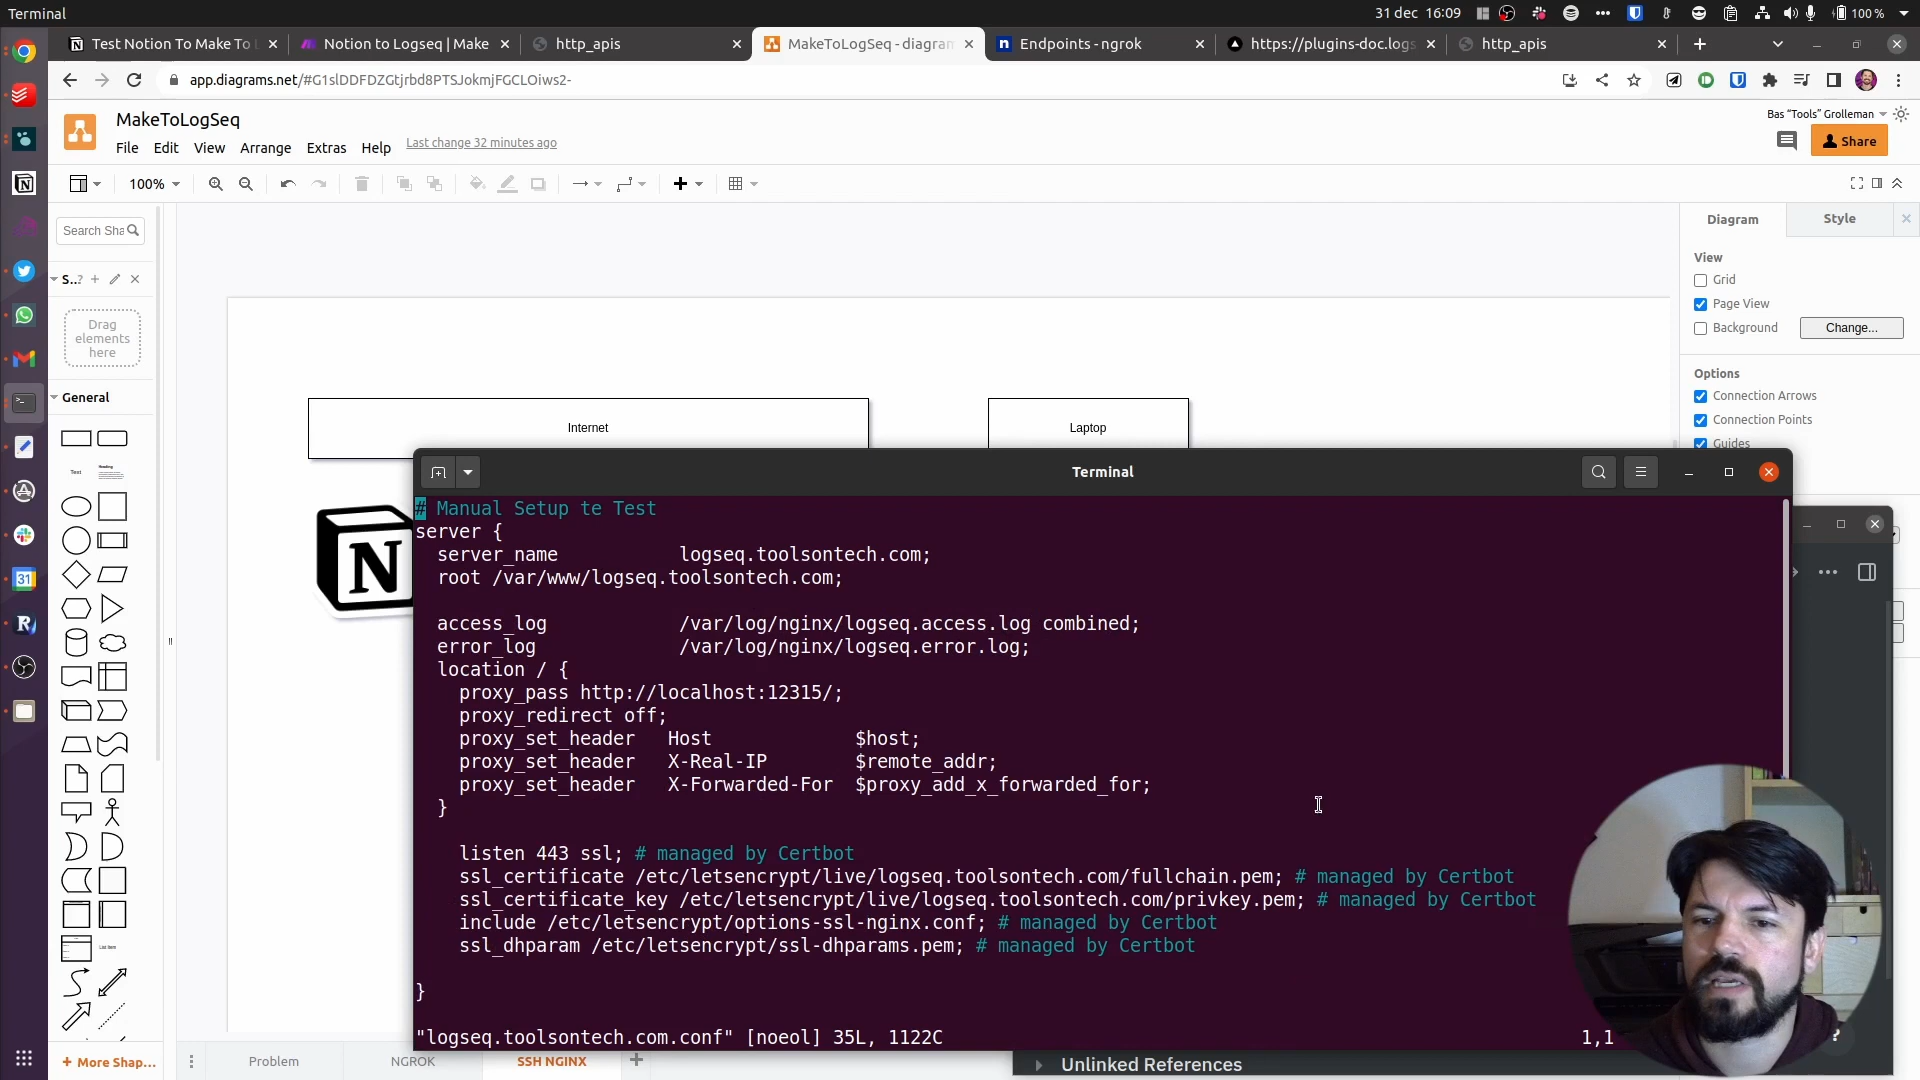 Terminal
31 dec 16:09
100 %
Test Notion To Make To L
Notion to Logseq | Make
http_apis
MakeToLogSeq - diagram
Endpoints - ngrok
https://plugins-doc.logs
http_apis
app.diagrams.net/#G1slDDFDZGtjrbd8PTSJokmjFGCLOiws2-
MakeToLogSeq
Bas "Tools" Grolleman
File Edit View Arrange Extras Help
Last change 32 minutes ago
Share
100%
Search Sha
Diagram
Style
S..?
View
Grid
Drag
elements
here
Page View
Background
Change...
Options
General
Connection Arrows
Connection Points
Guides
Internet
Laptop
Text
Heading
List Item
31
N
Terminal
# Manual Setup te Test
server {
server_name logseq.toolsontech.com;
root /var/www/logseq.toolsontech.com;
access_log /var/log/nginx/logseq.access.log combined;
error_log /var/log/nginx/logseq.error.log;
location / {
proxy_pass http://localhost:12315/;
proxy_redirect off;
proxy_set_header Host $host;
proxy_set_header X-Real-IP $remote_addr;
proxy_set_header X-Forwarded-For $proxy_add_x_forwarded_for;
}
listen 443 ssl; # managed by Certbot
ssl_certificate /etc/letsencrypt/live/logseq.toolsontech.com/fullchain.pem; # managed by Certbot
ssl_certificate_key /etc/letsencrypt/live/logseq.toolsontech.com/privkey.pem; # managed by Certbot
include /etc/letsencrypt/options-ssl-nginx.conf; # managed by Certbot
ssl_dhparam /etc/letsencrypt/ssl-dhparams.pem; # managed by Certbot
}
"logseq.toolsontech.com.conf" [noeol] 35L, 1122C
1,1
+ More Shap...
Problem
NGROK
SSH NGINX
Unlinked References